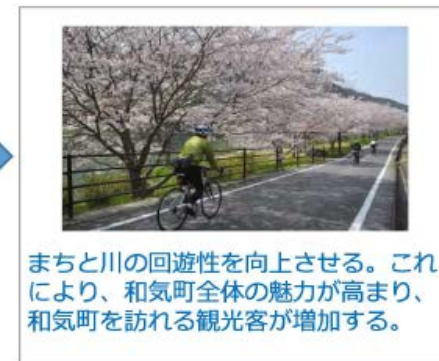 まちと川の回遊性を向上させる。これ
により、和気町全体の魅力が高まり、
和気町を訪れる観光客が増加する。